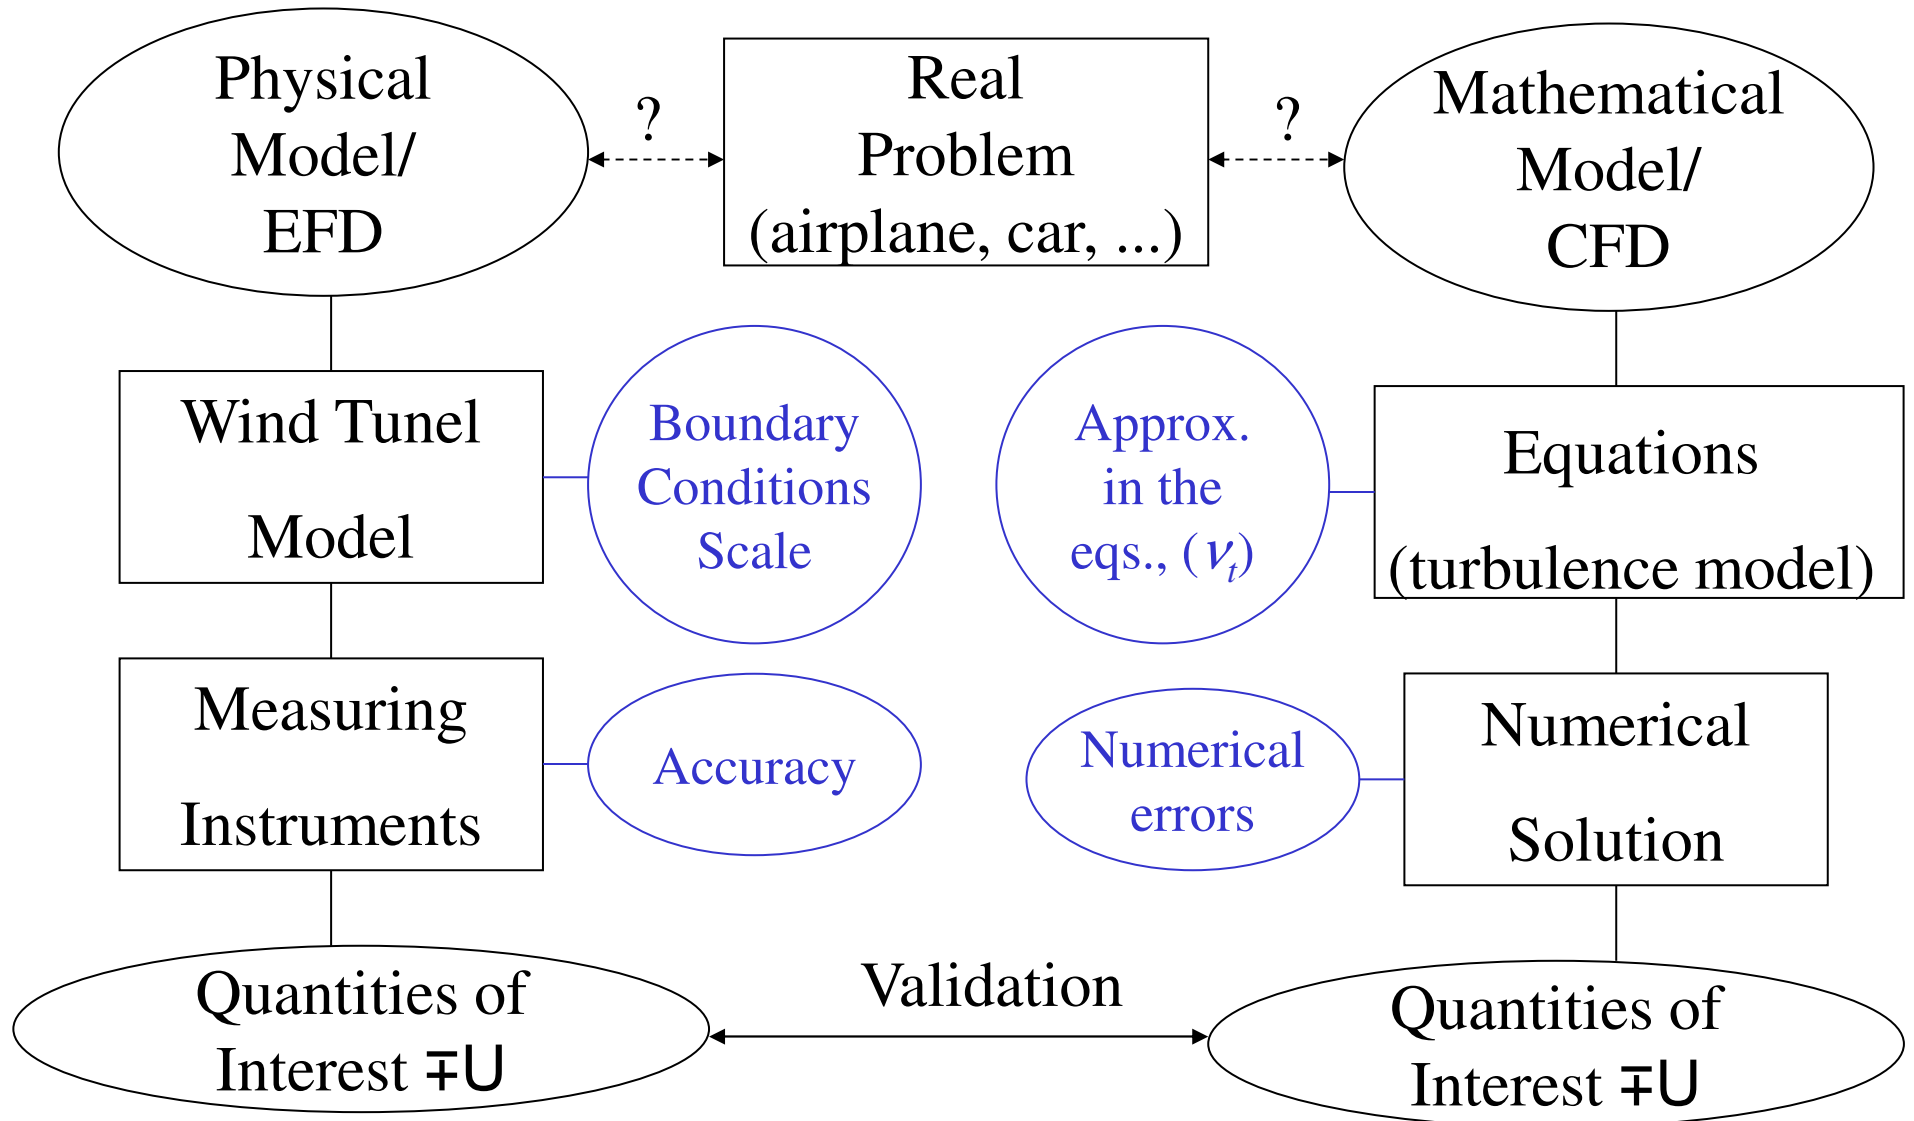 Physical
Model/
EFD
?
Real
Problem
(airplane, car, ...)
?
Mathematical
Model/
CFD
Wind Tunel
Model
Boundary
Conditions
Scale
Approx.
in the
eqs., (νt)
Equations
(turbulence model)
Measuring
Instruments
Accuracy
Numerical
errors
Numerical
Solution
Quantities of
Interest ∓U
Validation
Quantities of
Interest ∓U